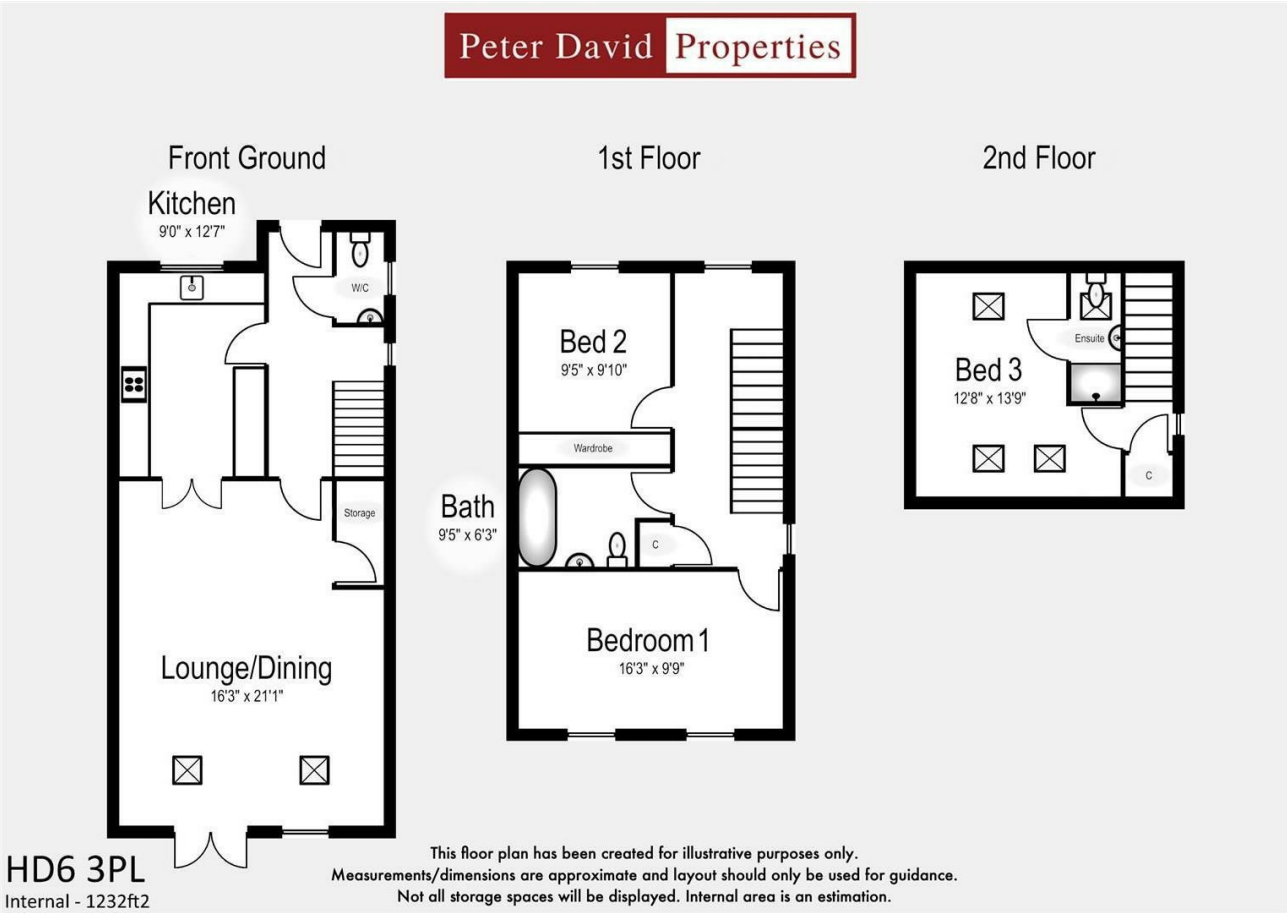 Peter David Properties
Front Ground
Kitchen
9'0" x 12'7"
W/C
Storage
Lounge/Dining
16'3" x 21'1"
1st Floor
Bed 2
9'5" x 9'10"
Wardrobe
Bath
9'5" x 6'3"
C
Bedroom 1
16'3" x 9'9"
2nd Floor
Ensuite
Bed 3
12'8" x 13'9"
C
HD6 3PL
Internal - 1232ft2
This floor plan has been created for illustrative purposes only.
Measurements/dimensions are approximate and layout should only be used for guidance.
Not all storage spaces will be displayed. Internal area is an estimation.